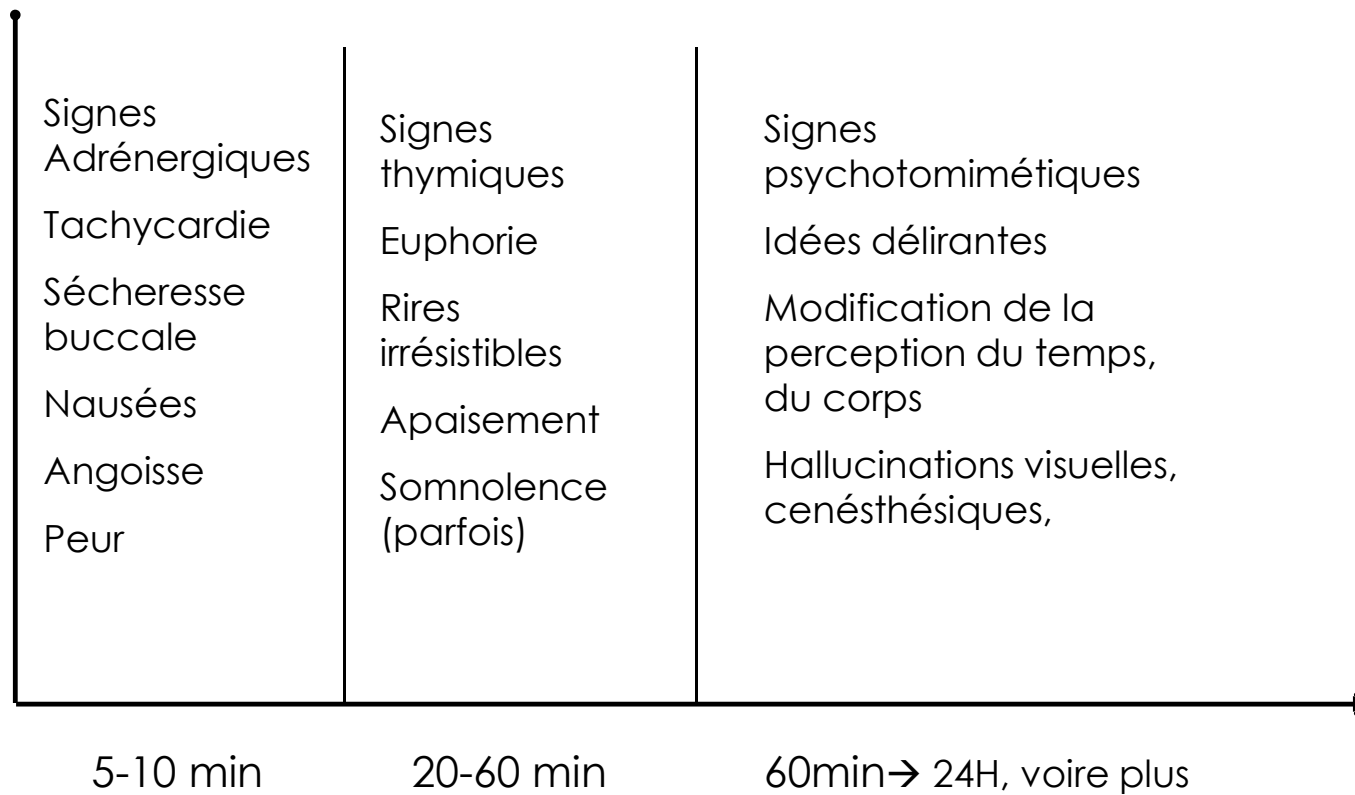 Signes
Adrénergiques
Tachycardie
Sécheresse
buccale
Nausées
Angoisse
Peur
Signes
thymiques
Euphorie
Rires
irrésistibles
Apaisement
Somnolence
(parfois)
Signes
psychotomimétiques
Idées délirantes
Modification de la
perception du temps,
du corps
Hallucinations visuelles,
cenésthésiques,
5-10 min
20-60 min
60min→ 24H, voire plus